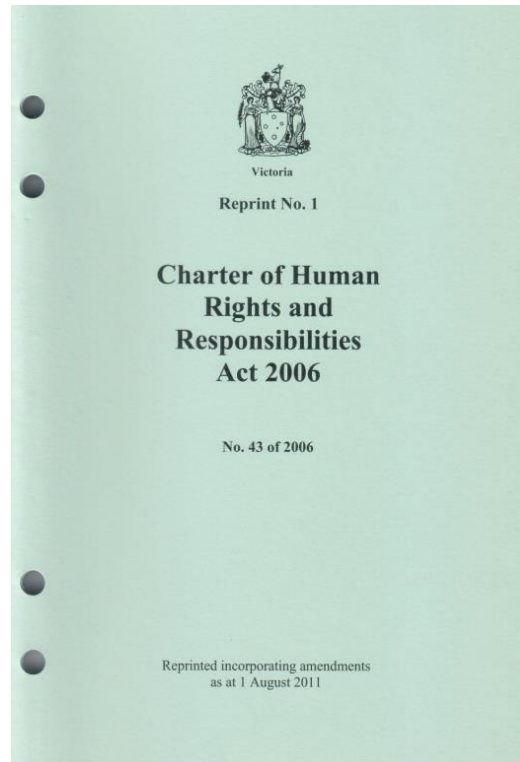 Victoria
Reprint No. 1
Charter of Human
Rights and
Responsibilities
Act 2006
No. 43 of 2006
Reprinted incorporating amendments
as at 1 August 2011